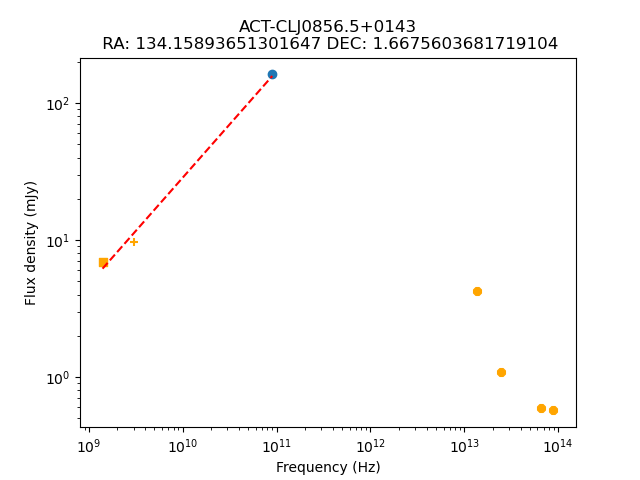 ACT-CLJ0856.5+0143
RA: 134.15893651301647 DEC: 1.6675603681719104
Flux density (mJy)
10²
10¹
10⁰
10⁹ 10¹⁰ 10¹¹ 10¹² 10¹³ 10¹⁴
Frequency (Hz)